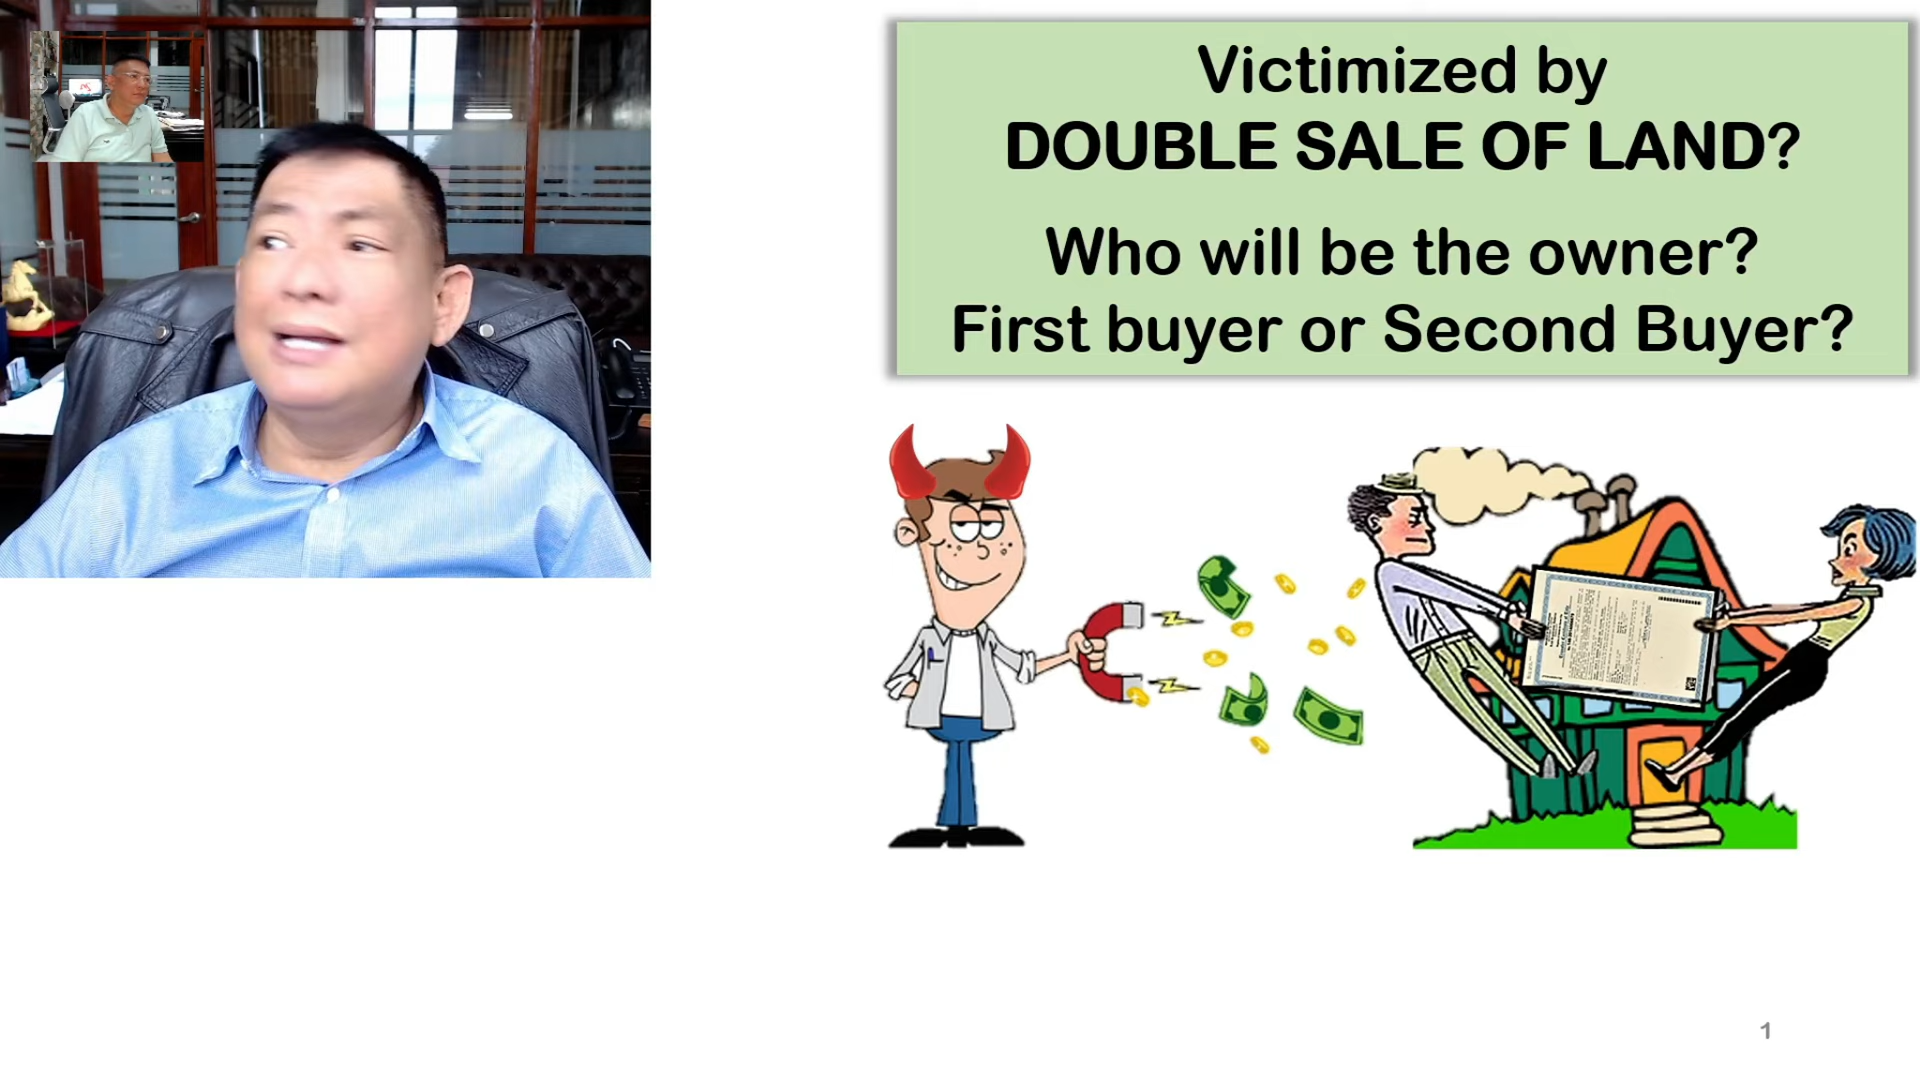 Victimized by
DOUBLE SALE OF LAND?
Who will be the owner?
First buyer or Second Buyer?
1